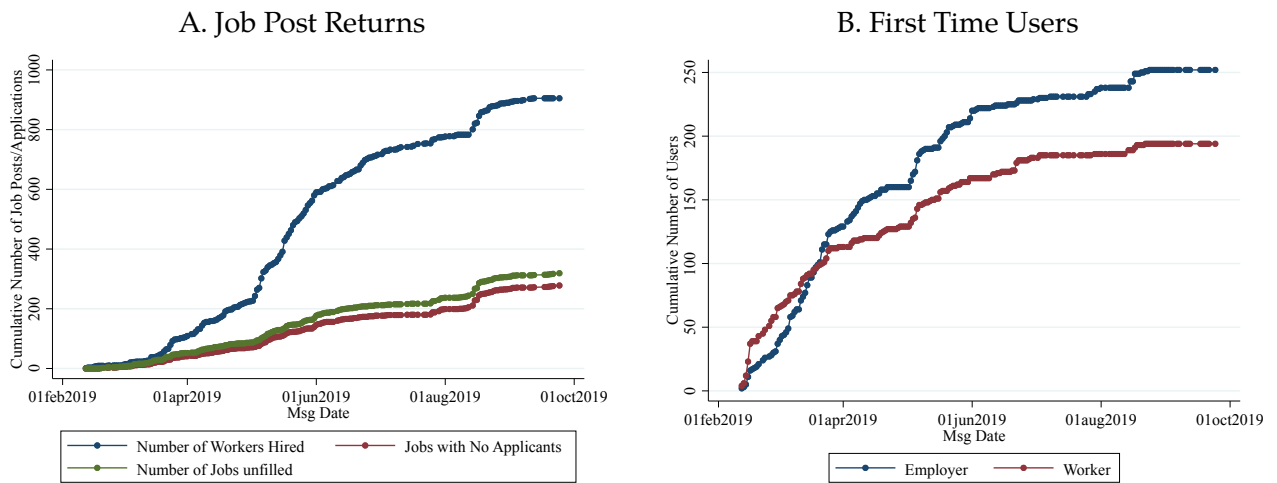 A. Job Post Returns
Cumulative Number of Job Posts/Applications
1000
800
600
400
200
0
01feb2019 01apr2019 01jun2019 01aug2019 01oct2019
Msg Date
Number of Workers Hired Jobs with No Applicants
Number of Jobs unfilled
B. First Time Users
Cumulative Number of Users
250
200
150
100
50
0
01feb2019 01apr2019 01jun2019 01aug2019 01oct2019
Msg Date
Employer Worker